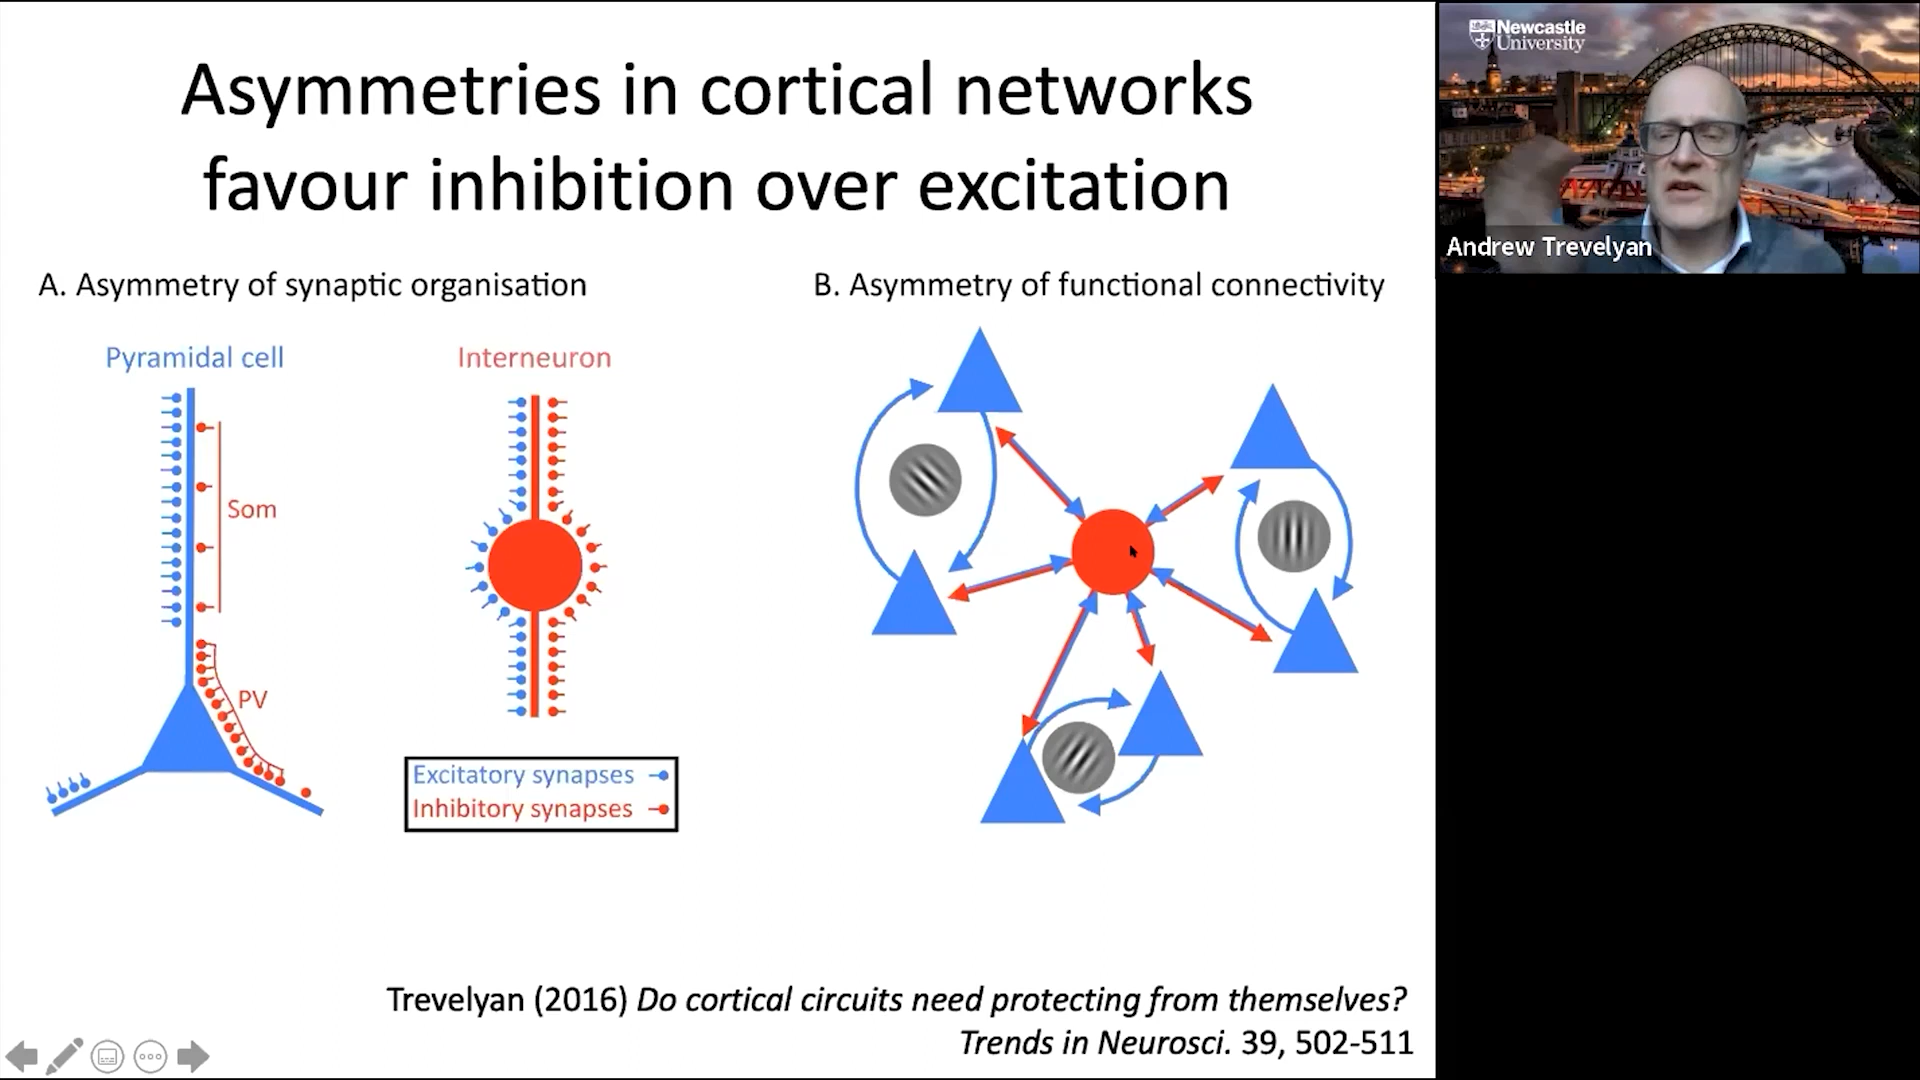 Asymmetries in cortical networks
favour inhibition over excitation
A. Asymmetry of synaptic organisation
B. Asymmetry of functional connectivity
Pyramidal cell
Interneuron
Som
PV
Excitatory synapses
Inhibitory synapses
Trevelyan (2016) Do cortical circuits need protecting from themselves?
Trends in Neurosci. 39, 502-511
Newcastle
University
Andrew Trevelyan